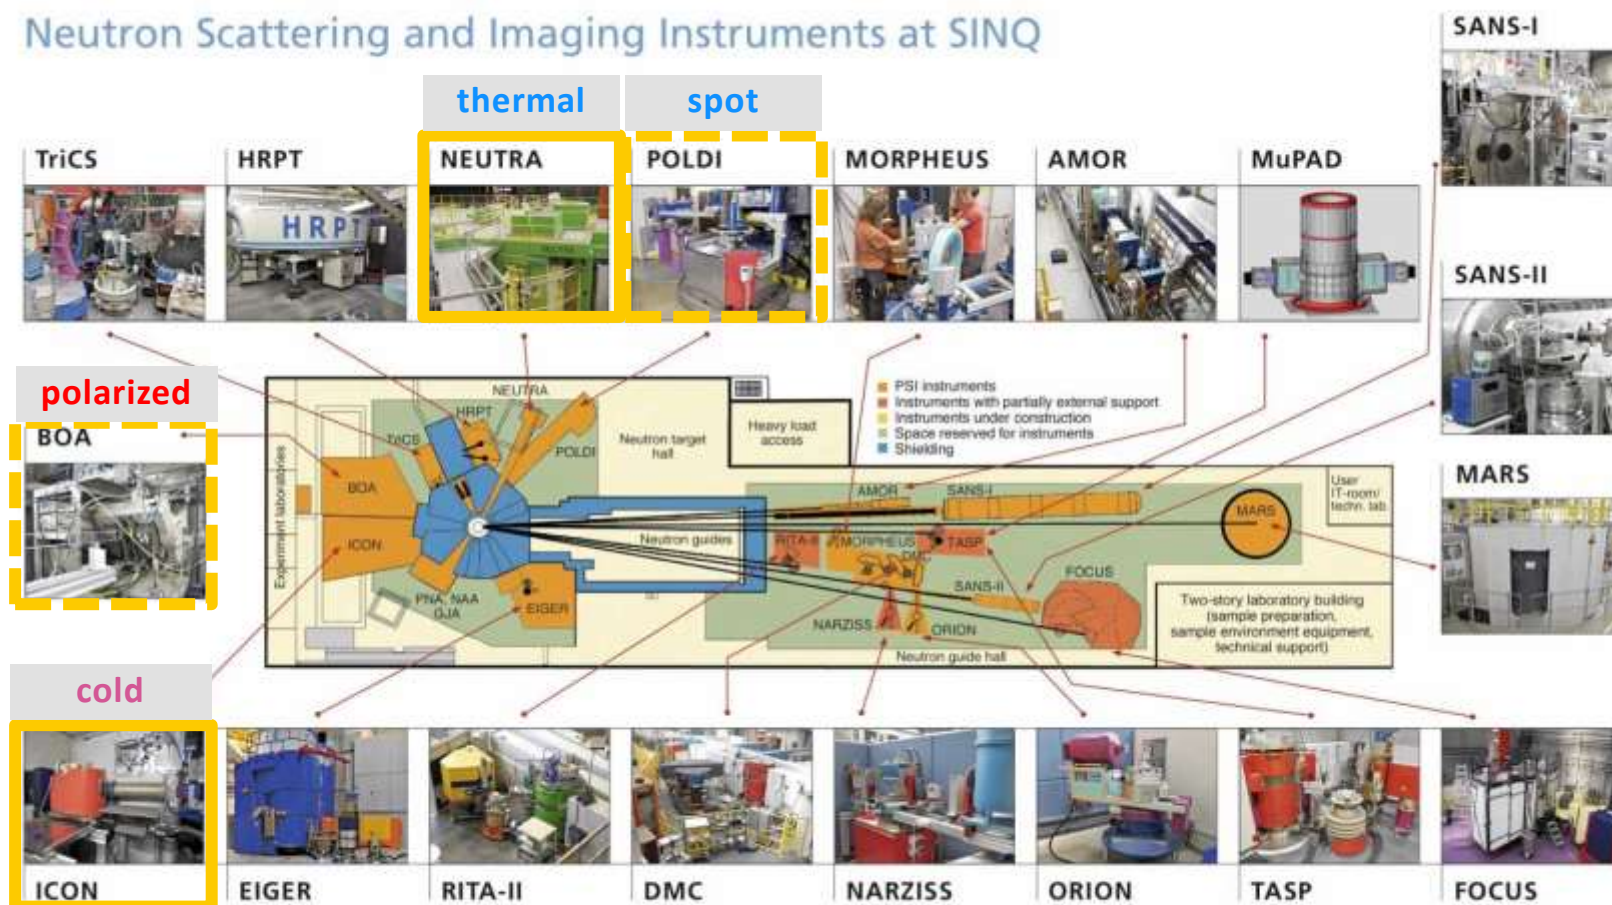 Neutron Scattering and Imaging Instruments at SINQ
SANS-I
thermal
spot
TriCS
HRPT
NEUTRA
POLDI
MORPHEUS
AMOR
MuPAD
HRPT
SANS-II
polarized
BOA
MARS
NEUTRA
HRPT
TriCS
POLDI
BOA
ICON
PNA, NAA
GJA
EIGER
Experiment laboratories
Neutron target
hall
Heavy load
access
PSI instruments
Instruments with partially external support
Instruments under construction
Space reserved for instruments
Shielding
User
IT-room/
techn. lab.
AMOR
SANS-I
MARS
Neutron guides
RITA-II
MORPHEUS
TASP
DMC
SANS-II
FOCUS
NARZISS
ORION
Neutron guide hall
Two-story laboratory building
(sample preparation,
sample environment equipment,
technical support)
cold
ICON
EIGER
RITA-II
DMC
NARZISS
ORION
TASP
FOCUS